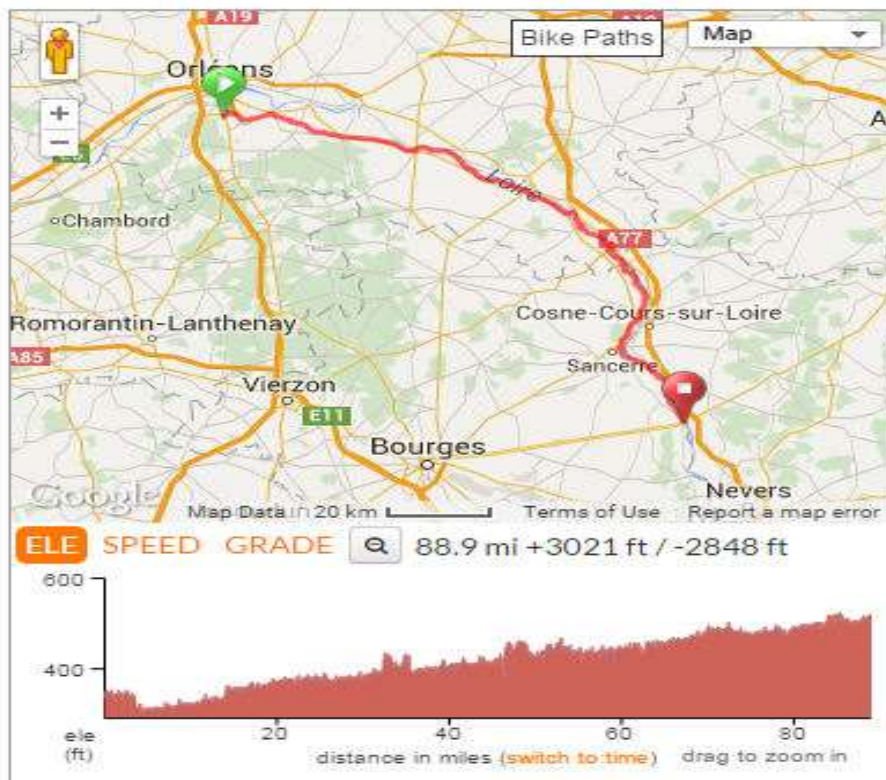 A19
Bike Paths
Map
Orléans
+
−
A
Loire
Chambord
A77
Romorantin-Lanthenay
Cosne-Cours-sur-Loire
A85
Sancerre
Vierzon
E11
Bourges
Nevers
Google
Map Data
20 km
Terms of Use
Report a map error
ELE SPEED GRADE 88.9 mi +3021 ft / -2848 ft
600
400
ele
(ft)
20 40 60 80
distance in miles (switch to time) drag to zoom in